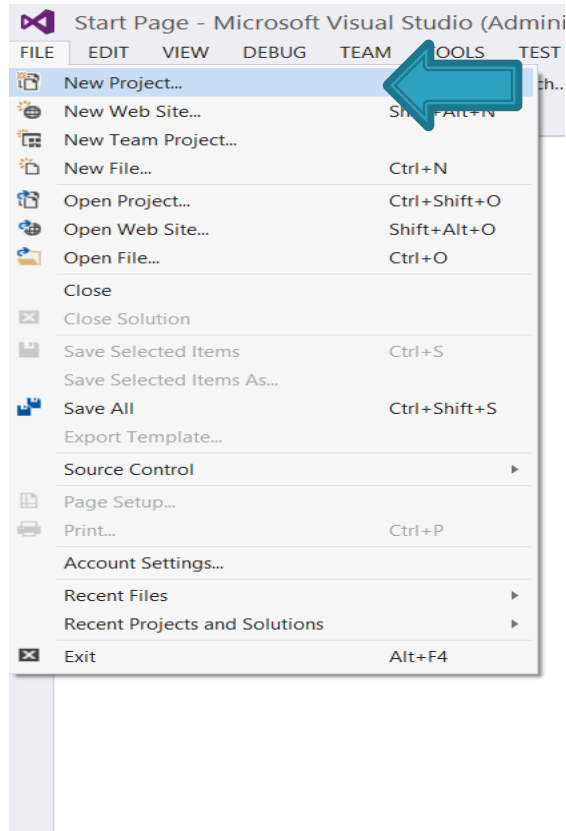 Start Page - Microsoft Visual Studio (Admini
FILE EDIT VIEW DEBUG TEAM TOOLS TEST
New Project...
New Web Site... Shift+Alt+N
New Team Project...
New File... Ctrl+N
Open Project... Ctrl+Shift+O
Open Web Site... Shift+Alt+O
Open File... Ctrl+O
Close
Close Solution
Save Selected Items Ctrl+S
Save Selected Items As...
Save All Ctrl+Shift+S
Export Template...
Source Control
Page Setup...
Print... Ctrl+P
Account Settings...
Recent Files
Recent Projects and Solutions
Exit Alt+F4